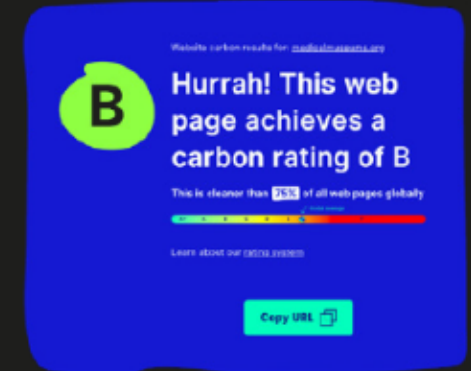 Website carbon results for: medicalmuseums.org
B
Hurrah! This web
page achieves a
carbon rating of B
This is cleaner than 75% of all web pages globally
Learn about our rating system
Copy URL